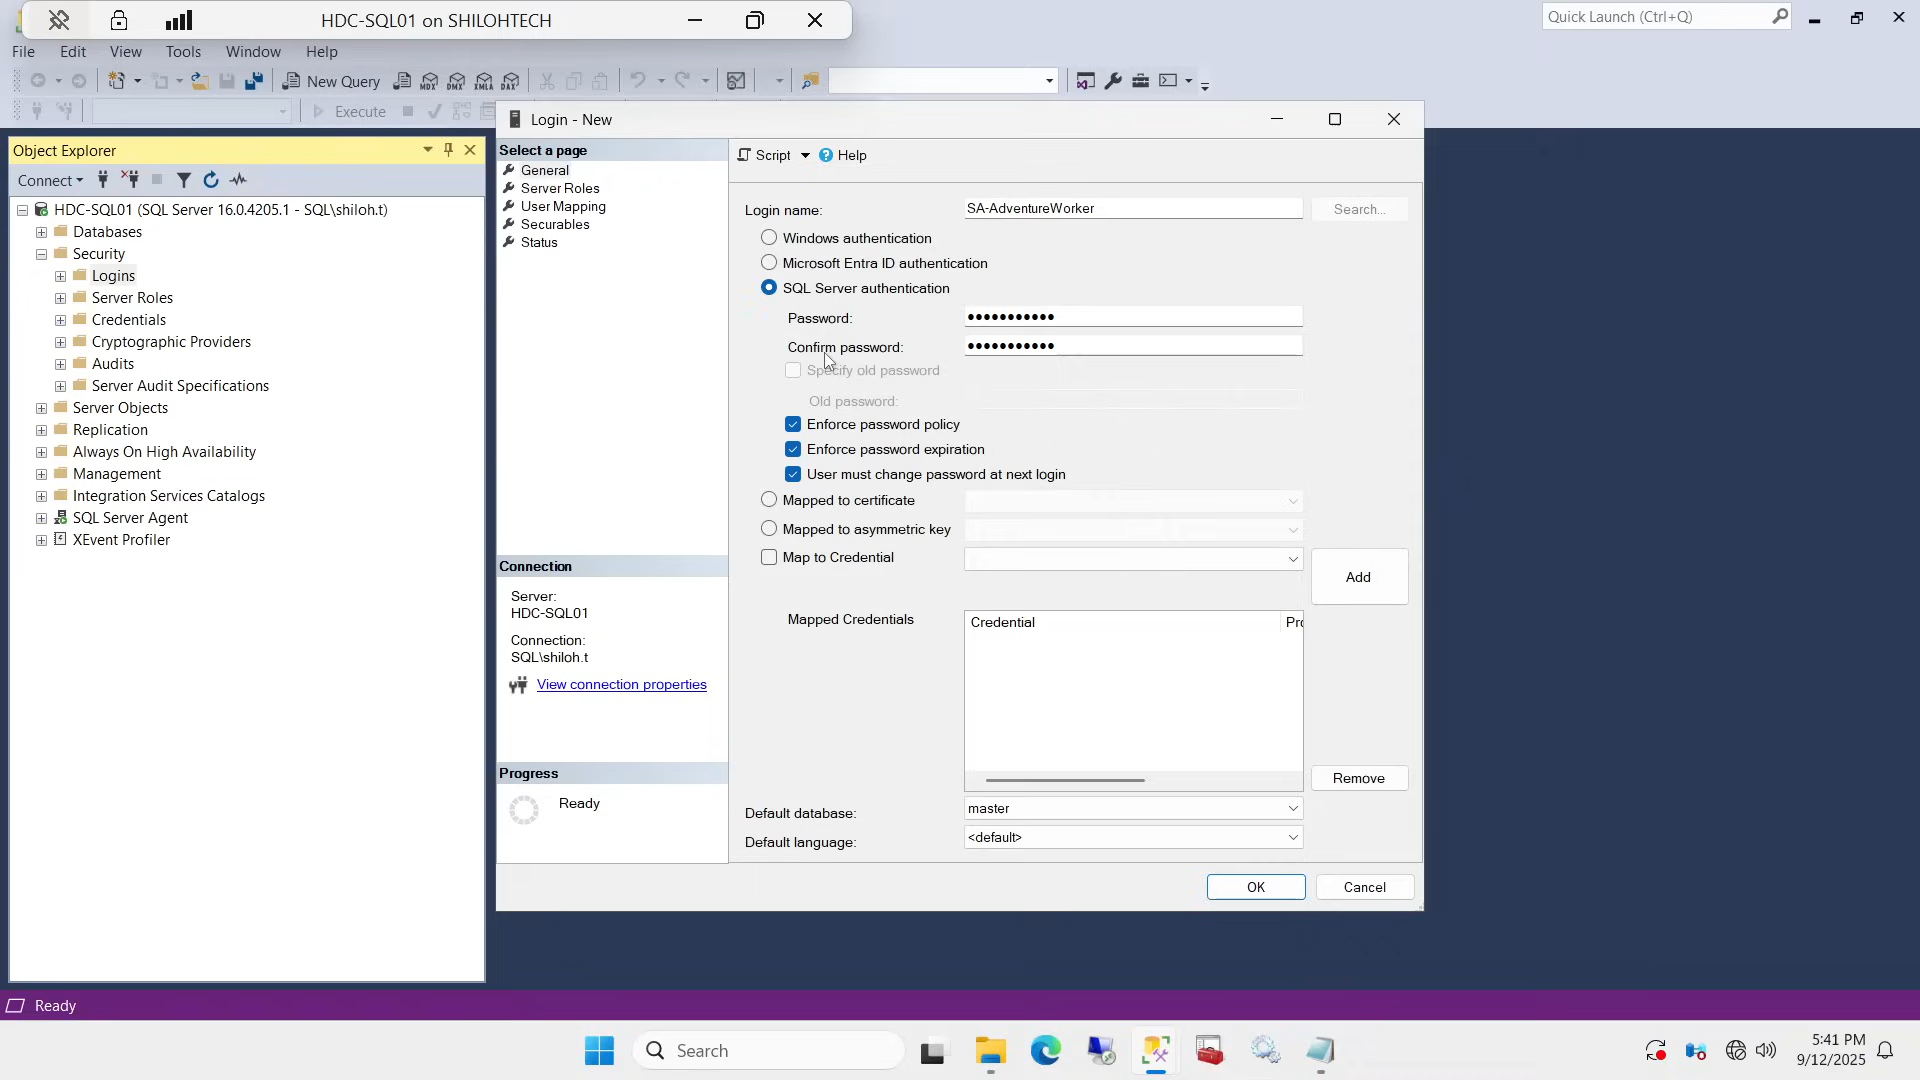 HDC-SQL01 on SHILOHTECH
Quick Launch (Ctrl+Q)
File Edit View Tools Window Help
New Query MDX DMX XMLA DAX
Execute
Object Explorer
Connect
HDC-SQL01 (SQL Server 16.0.4205.1 - SQL\shiloh.t)
Databases
Security
Logins
Server Roles
Credentials
Cryptographic Providers
Audits
Server Audit Specifications
Server Objects
Replication
Always On High Availability
Management
Integration Services Catalogs
SQL Server Agent
XEvent Profiler
Login - New
Select a page
General
Server Roles
User Mapping
Securables
Status
Connection
Server:
HDC-SQL01
Connection:
SQL\shiloh.t
View connection properties
Progress
Ready
Script Help
Login name: SA-AdventureWorker Search...
Windows authentication
Microsoft Entra ID authentication
SQL Server authentication
Password: ●●●●●●●●●●●
Confirm password: ●●●●●●●●●●●
Specify old password
Old password:
Enforce password policy
Enforce password expiration
User must change password at next login
Mapped to certificate
Mapped to asymmetric key
Map to Credential Add
Mapped Credentials Credential Pro
Remove
Default database: master
Default language: <default>
OK Cancel
Ready
Search
5:41 PM
9/12/2025